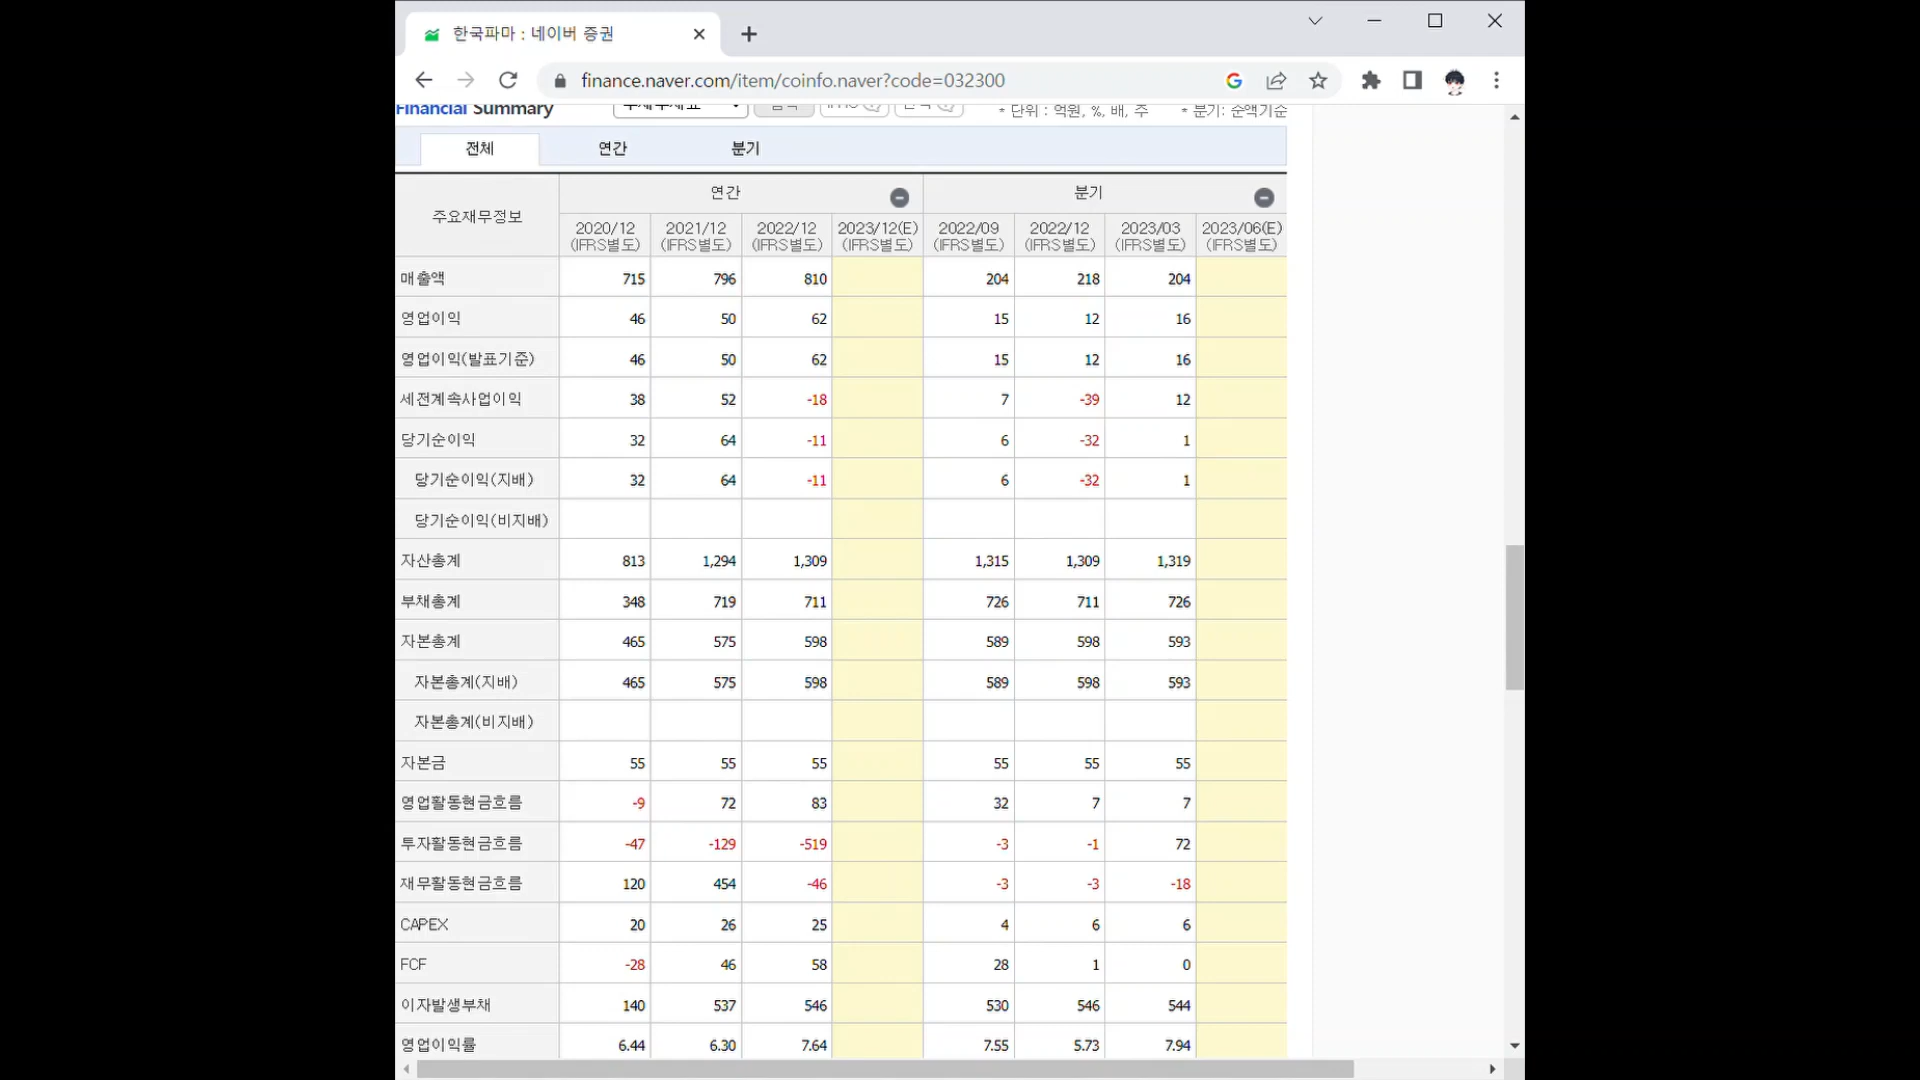 한국파마 : 네이버 증권
finance.naver.com/item/coinfo.naver?code=032300
Financial Summary
* 단위 : 억원, %, 배, 주 * 분기: 순액기준
전체 연간 분기
주요재무정보 연간 분기
2020/12 2021/12 2022/12 2023/12(E) 2022/09 2022/12 2023/03 2023/06(E)
(IFRS별도) (IFRS별도) (IFRS별도) (IFRS별도) (IFRS별도) (IFRS별도) (IFRS별도) (IFRS별도)
매출액 715 796 810 204 218 204
영업이익 46 50 62 15 12 16
영업이익(발표기준) 46 50 62 15 12 16
세전계속사업이익 38 52 -18 7 -39 12
당기순이익 32 64 -11 6 -32 1
당기순이익(지배) 32 64 -11 6 -32 1
당기순이익(비지배)
자산총계 813 1,294 1,309 1,315 1,309 1,319
부채총계 348 719 711 726 711 726
자본총계 465 575 598 589 598 593
자본총계(지배) 465 575 598 589 598 593
자본총계(비지배)
자본금 55 55 55 55 55 55
영업활동현금흐름 -9 72 83 32 7 7
투자활동현금흐름 -47 -129 -519 -3 -1 72
재무활동현금흐름 120 454 -46 -3 -3 -18
CAPEX 20 26 25 4 6 6
FCF -28 46 58 28 1 0
이자발생부채 140 537 546 530 546 544
영업이익률 6.44 6.30 7.64 7.55 5.73 7.94